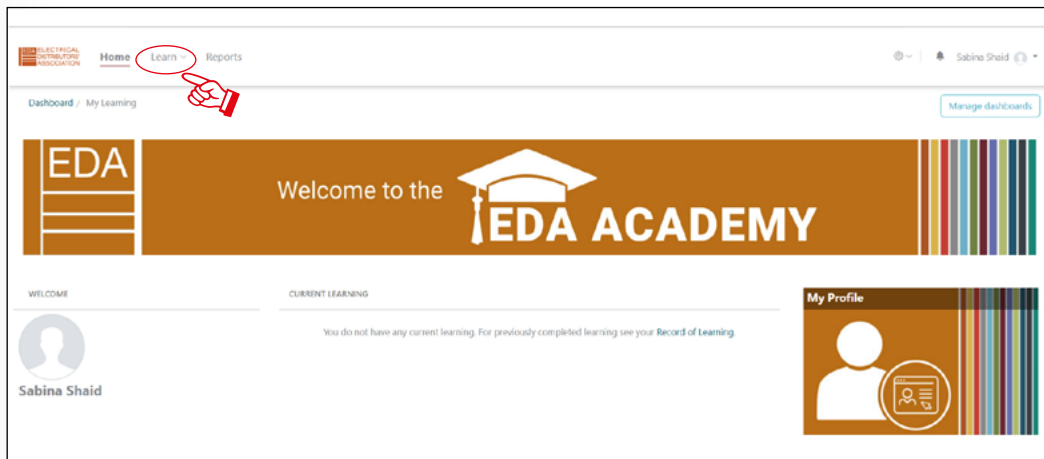 ELECTRICAL
DISTRIBUTORS'
ASSOCIATION
Home Learn Reports
Sabina Shaid
Dashboard / My Learning
Manage dashboards
EDA
Welcome to the
EDA ACADEMY
WELCOME
CURRENT LEARNING
My Profile
You do not have any current learning. For previously completed learning see your Record of Learning.
Sabina Shaid